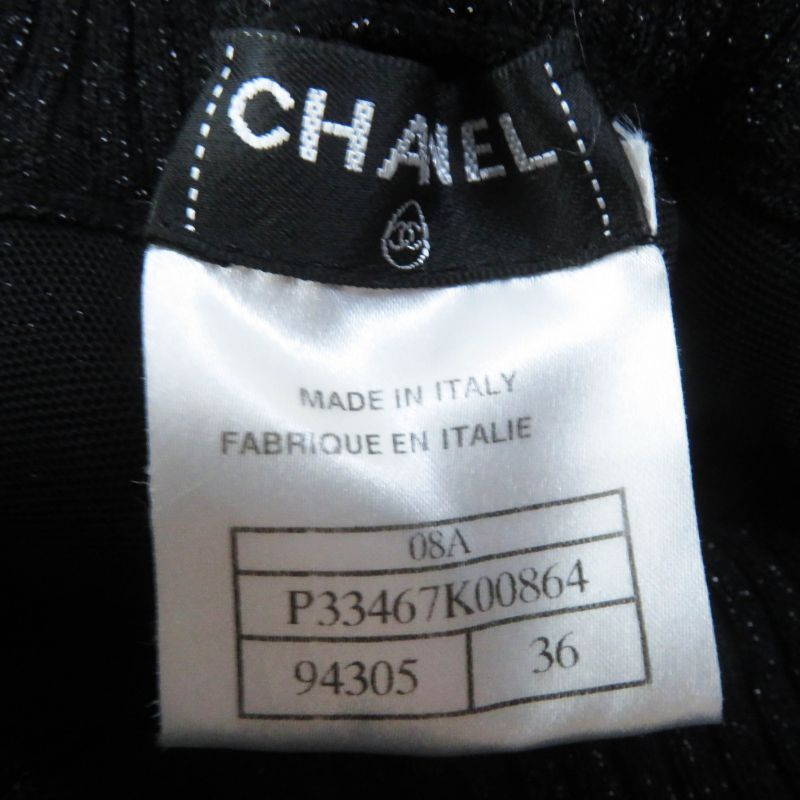 CHANEL
MADE IN ITALY
FABRIQUE EN ITALIE
08A
P33467K00864
94305 36